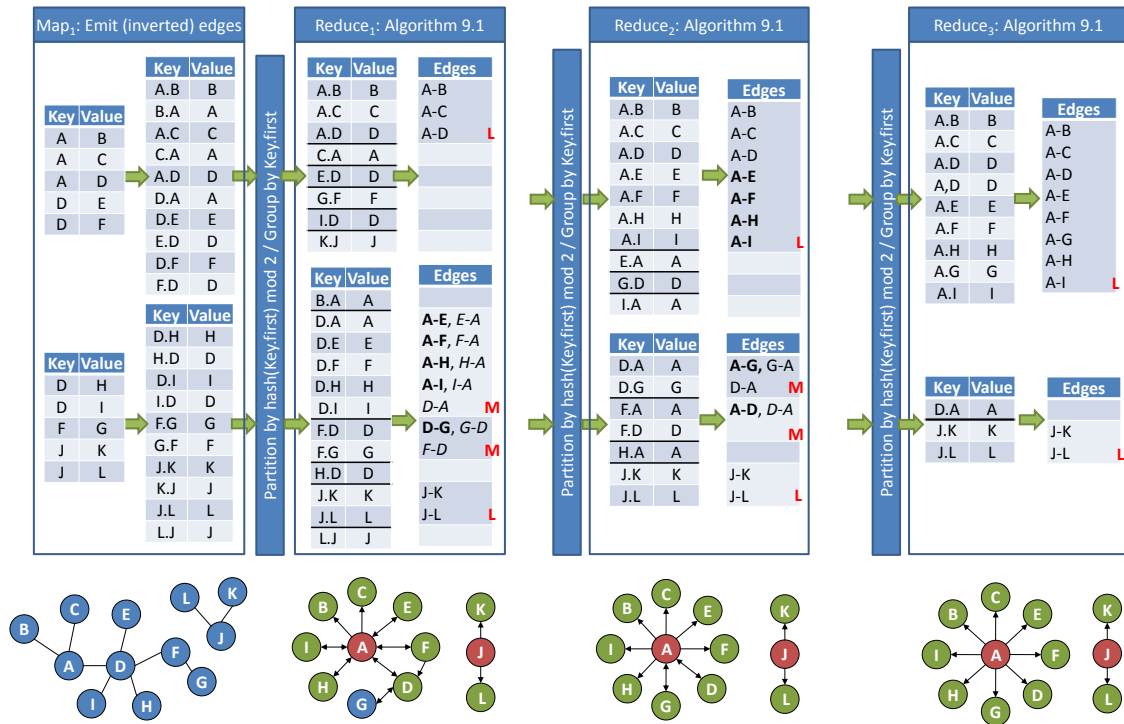 Map1: Emit (inverted) edges
Key Value
A B
A C
A D
D E
D F
Key Value
D H
D I
F G
J K
J L
Key Value
A.B B
B.A A
A.C C
C.A A
A.D D
D.A A
D.E E
E.D D
D.F F
F.D D
Key Value
D.H H
H.D D
D.I I
I.D D
F.G G
G.F F
J.K K
K.J J
J.L L
L.J J
Partition by hash(Key.first) mod 2 / Group by Key.first
Reduce1: Algorithm 9.1
Key Value
A.B B
A.C C
A.D D
C.A A
E.D D
G.F F
I.D D
K.J J
Edges
A-B
A-C
A-D L
Key Value
B.A A
D.A A
D.E E
D.F F
D.H H
D.I I
F.D D
F.G G
H.D D
J.K K
J.L L
L.J J
Edges
A-E, E-A
A-F, F-A
A-H, H-A
A-I, I-A
D-A M
D-G, G-D
F-D M
J-K
J-L L
Partition by hash(Key.first) mod 2 / Group by Key.first
Reduce2: Algorithm 9.1
Key Value
A.B B
A.C C
A.D D
A.E E
A.F F
A.H H
A.I I
E.A A
G.D D
I.A A
Edges
A-B
A-C
A-D
A-E
A-F
A-H
A-I L
Key Value
D.A A
D.G G
F.A A
F.D D
H.A A
J.K K
J.L L
Edges
A-G, G-A
D-A M
A-D, D-A
M
J-K
J-L L
Partition by hash(Key.first) mod 2 / Group by Key.first
Reduce3: Algorithm 9.1
Key Value
A.B B
A.C C
A.D D
A,D D
A.E E
A.F F
A.H H
A.G G
A.I I
Edges
A-B
A-C
A-D
A-E
A-F
A-G
A-H
A-I L
Key Value
D.A A
J.K K
J.L L
Edges
J-K
J-L L
B C E L K
A D F J
I H G
B C E K
I A F J
H G D L
B C E K
I A F J
H G D L
B C E K
I A F J
H G D L